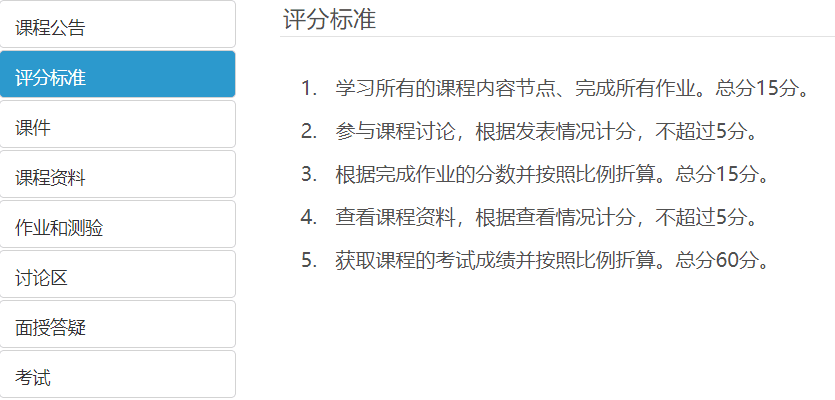 课程公告
评分标准
课件
课程资料
作业和测验
讨论区
面授答疑
考试
评分标准
1. 学习所有的课程内容节点、完成所有作业。总分15分。
2. 参与课程讨论，根据发表情况计分，不超过5分。
3. 根据完成作业的分数并按照比例折算。总分15分。
4. 查看课程资料，根据查看情况计分，不超过5分。
5. 获取课程的考试成绩并按照比例折算。总分60分。